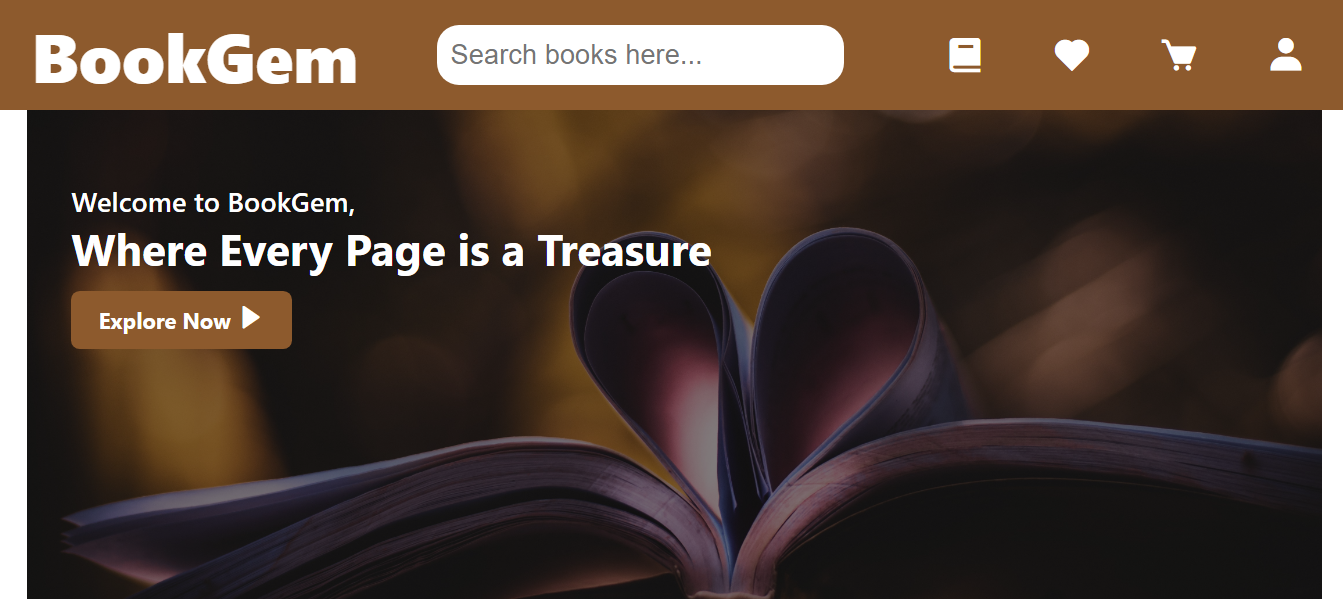 BookGem
Search books here...
Welcome to BookGem,
Where Every Page is a Treasure
Explore Now